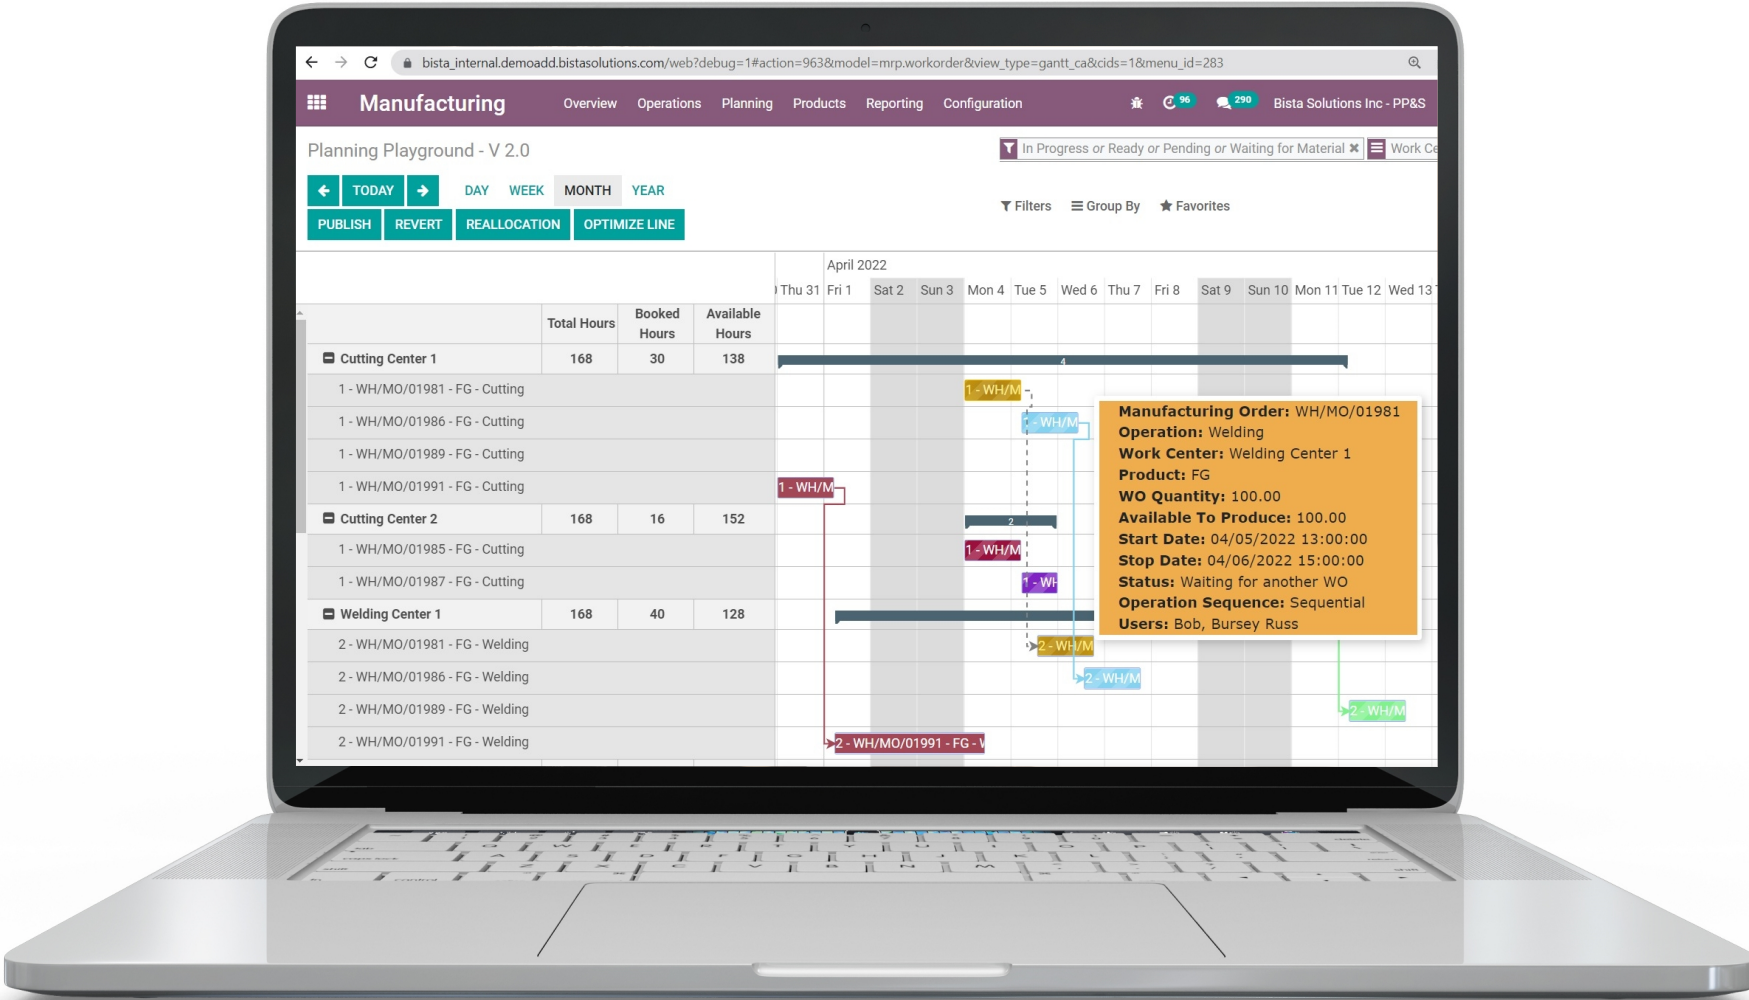 bista_internal.demoadd.bistasolutions.com/web?debug=1#action=963&model=mrp.workorder&view_type=gantt_ca&cids=1&menu_id=283
Manufacturing Overview Operations Planning Products Reporting Configuration 96 290 Bista Solutions Inc - PP&S
Planning Playground - V 2.0
In Progress or Ready or Pending or Waiting for Material Work
TODAY DAY WEEK MONTH YEAR
Filters Group By Favorites
PUBLISH REVERT REALLOCATION OPTIMIZE LINE
April 2022
Thu 31 Fri 1 Sat 2 Sun 3 Mon 4 Tue 5 Wed 6 Thu 7 Fri 8 Sat 9 Sun 10 Mon 11 Tue 12 Wed 13
Total Hours Booked Hours Available Hours
Cutting Center 1 168 30 138 4
1 - WH/MO/01981 - FG - Cutting 1 - WH/M
1 - WH/MO/01986 - FG - Cutting 1 - WH/M
1 - WH/MO/01989 - FG - Cutting
1 - WH/MO/01991 - FG - Cutting 1 - WH/M
Cutting Center 2 168 16 152 2
1 - WH/MO/01985 - FG - Cutting 1 - WH/M
1 - WH/MO/01987 - FG - Cutting 1 - WH
Welding Center 1 168 40 128
2 - WH/MO/01981 - FG - Welding 2 - WH/M
2 - WH/MO/01986 - FG - Welding 2 - WH/M
2 - WH/MO/01989 - FG - Welding 2 - WH/M
2 - WH/MO/01991 - FG - Welding 2 - WH/MO/01991 - FG -
Manufacturing Order: WH/MO/01981
Operation: Welding
Work Center: Welding Center 1
Product: FG
WO Quantity: 100.00
Available To Produce: 100.00
Start Date: 04/05/2022 13:00:00
Stop Date: 04/06/2022 15:00:00
Status: Waiting for another WO
Operation Sequence: Sequential
Users: Bob, Bursey Russ